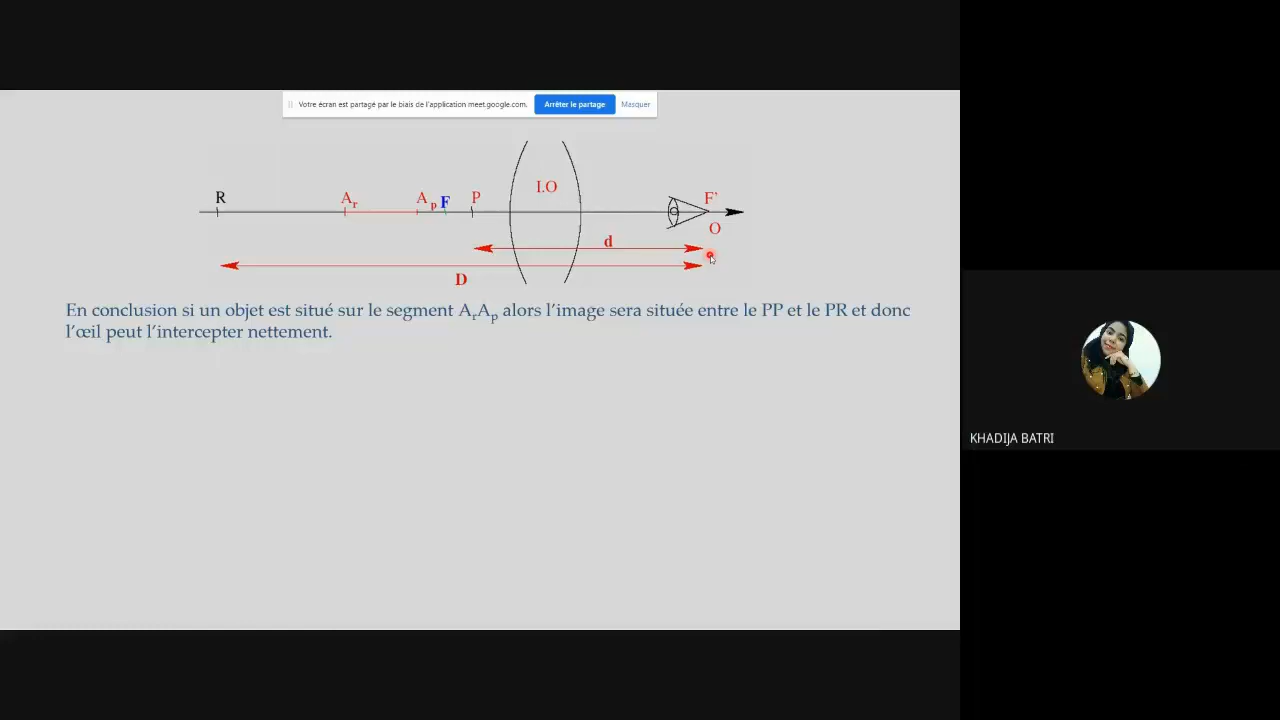 Votre écran est partagé par le biais de l'application meet.google.com. Arrêter le partage Masquer
I.O
R Ar Ap F P F'
O
d
D
En conclusion si un objet est situé sur le segment ArAp alors l'image sera située entre le PP et le PR et donc
l'œil peut l'intercepter nettement.
KHADIJA BATRI